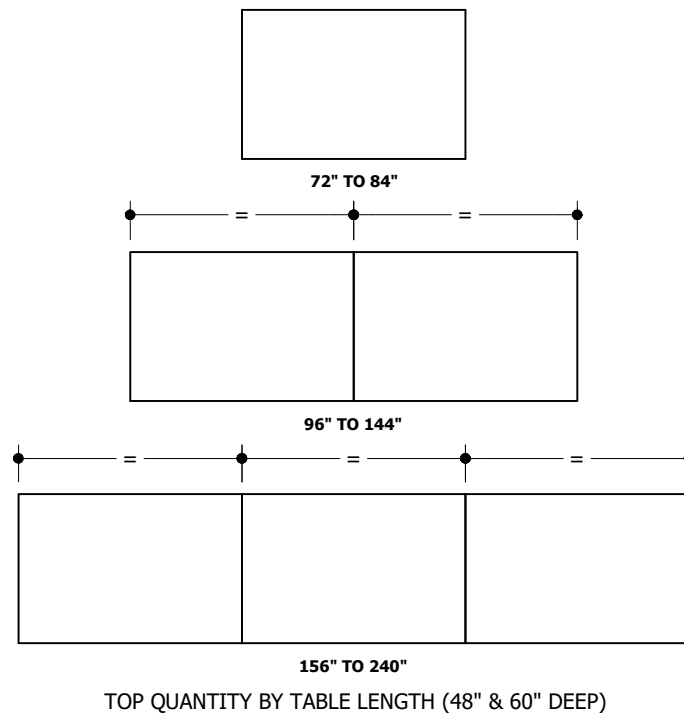 72" TO 84"
= =
96" TO 144"
= = =
156" TO 240"
TOP QUANTITY BY TABLE LENGTH (48" & 60" DEEP)